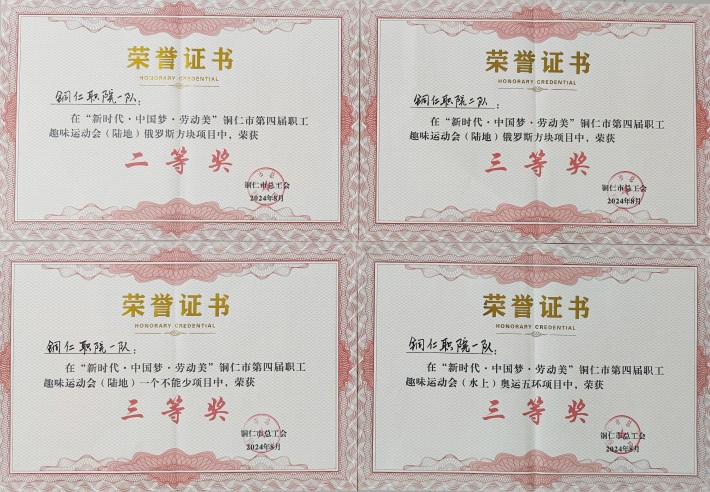 荣誉证书
HONORARY CREDENTIAL
铜仁职院一队：
在“新时代·中国梦·劳动美”铜仁市第四届职工
趣味运动会（陆地）俄罗斯方块项目中，荣获
二等奖
铜仁市总工会
2024年8月
荣誉证书
HONORARY CREDENTIAL
铜仁职院二队：
在“新时代·中国梦·劳动美”铜仁市第四届职工
趣味运动会（陆地）俄罗斯方块项目中，荣获
三等奖
铜仁市总工会
2024年8月
荣誉证书
HONORARY CREDENTIAL
铜仁职院一队：
在“新时代·中国梦·劳动美”铜仁市第四届职工
趣味运动会（陆地）一个不能少项目中，荣获
三等奖
铜仁市总工会
2024年8月
荣誉证书
HONORARY CREDENTIAL
铜仁职院一队：
在“新时代·中国梦·劳动美”铜仁市第四届职工
趣味运动会（水上）奥运五环项目中，荣获
三等奖
铜仁市总工会
2024年8月